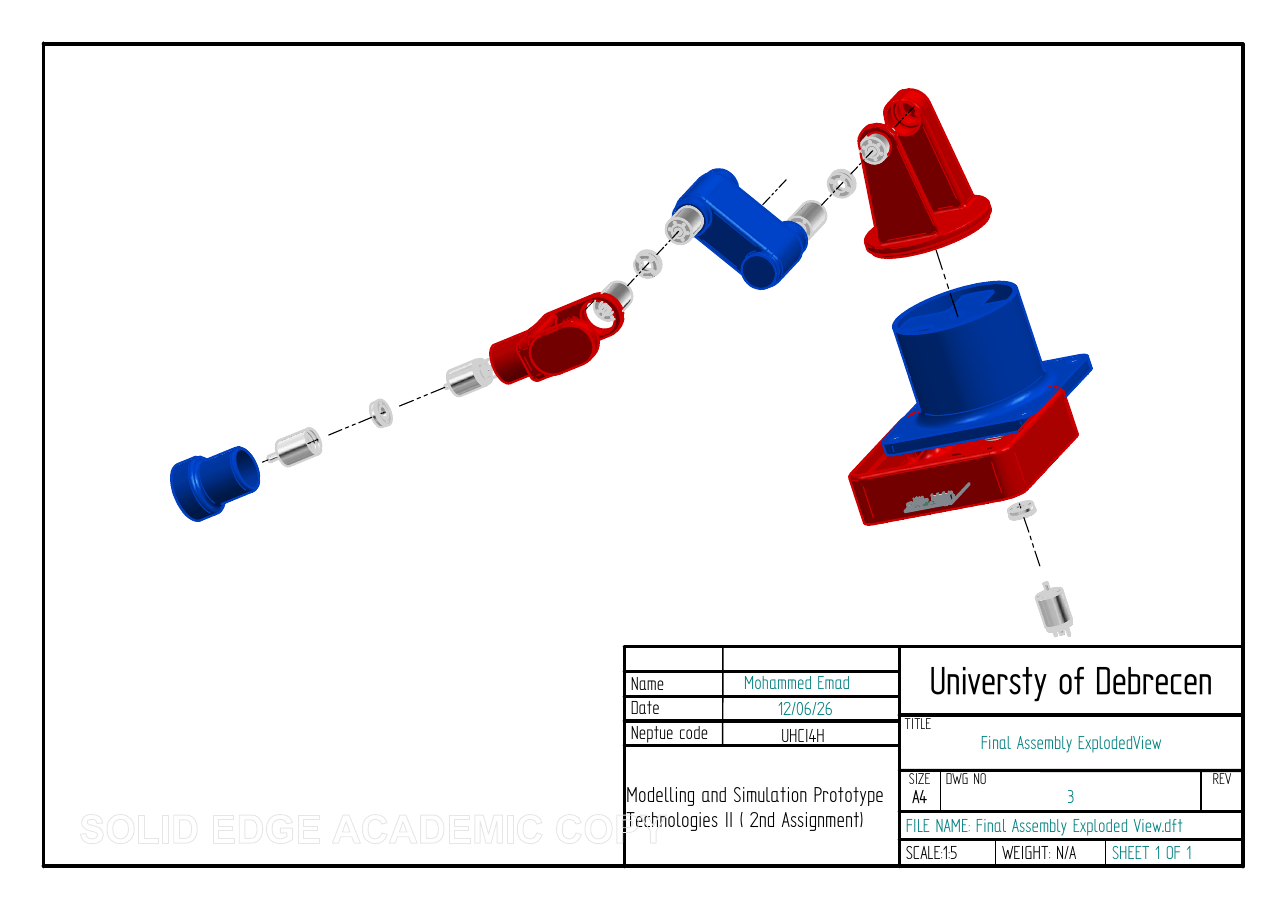 Name Mohammed Emad
Date 12/06/26
Neptue code UHCI4H
Modelling and Simulation Prototype
Technologies II ( 2nd Assignment)
Universty of Debrecen
TITLE
Final Assembly ExplodedView
SIZE DWG NO REV
A4 3
FILE NAME: Final Assembly Exploded View.dft
SCALE:1:5 WEIGHT: N/A SHEET 1 OF 1
SOLID EDGE ACADEMIC COPY